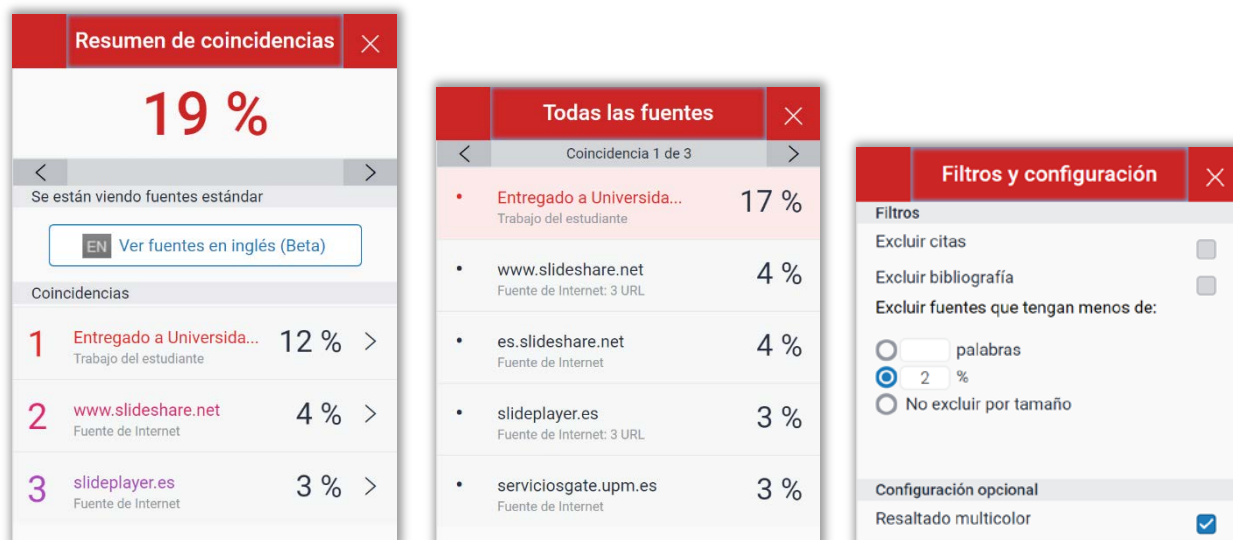 Resumen de coincidencias
19 %
Se están viendo fuentes estándar
EN Ver fuentes en inglés (Beta)
Coincidencias
1 Entregado a Universida... 12 %
Trabajo del estudiante
2 www.slideshare.net 4 %
Fuente de Internet
3 slideplayer.es 3 %
Fuente de Internet
Todas las fuentes
Coincidencia 1 de 3
Entregado a Universida... 17 %
Trabajo del estudiante
www.slideshare.net 4 %
Fuente de Internet: 3 URL
es.slideshare.net 4 %
Fuente de Internet
slideplayer.es 3 %
Fuente de Internet: 3 URL
serviciosgate.upm.es 3 %
Fuente de Internet
Filtros y configuración
Filtros
Excluir citas
Excluir bibliografía
Excluir fuentes que tengan menos de:
palabras
2 %
No excluir por tamaño
Configuración opcional
Resaltado multicolor